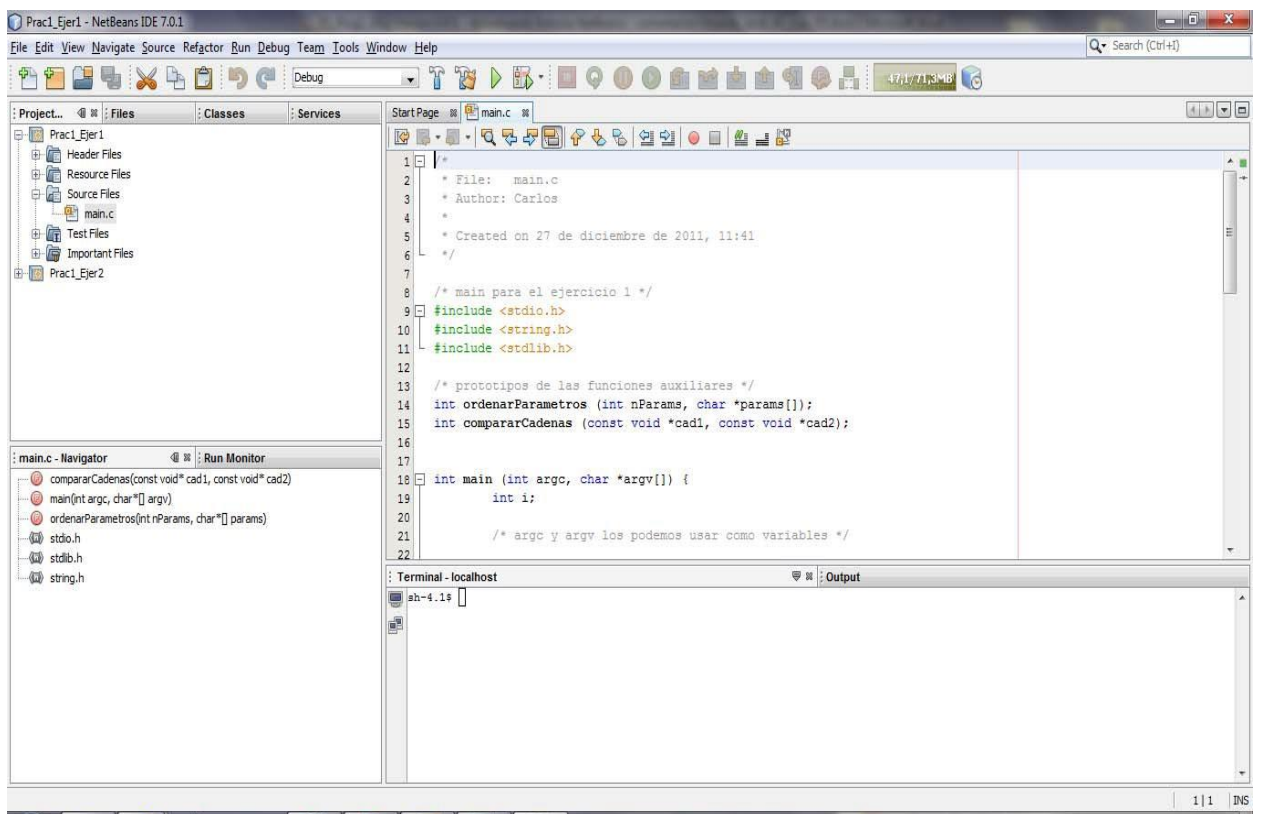 Prac1_Ejer1 - NetBeans IDE 7.0.1
File Edit View Navigate Source Refactor Run Debug Team Tools Window Help
Search (Ctrl+I)
Debug
47,1/71,3MB
Project... Files Classes Services
Prac1_Ejer1
Header Files
Resource Files
Source Files
main.c
Test Files
Important Files
Prac1_Ejer2
main.c - Navigator Run Monitor
compararCadenas(const void* cad1, const void* cad2)
main(int argc, char*[] argv)
ordenarParametros(int nParams, char*[] params)
stdio.h
stdlib.h
string.h
Start Page main.c
1 /*
2 * File: main.c
3 * Author: Carlos
4 *
5 * Created on 27 de diciembre de 2011, 11:41
6 */
7
8 /* main para el ejercicio 1 */
9 #include <stdio.h>
10 #include <string.h>
11 #include <stdlib.h>
12
13 /* prototipos de las funciones auxiliares */
14 int ordenarParametros (int nParams, char *params[]);
15 int compararCadenas (const void *cad1, const void *cad2);
16
17
18 int main (int argc, char *argv[]) {
19 int i;
20
21 /* argc y argv los podemos usar como variables */
22
Terminal - localhost Output
sh-4.1$
1|1 INS